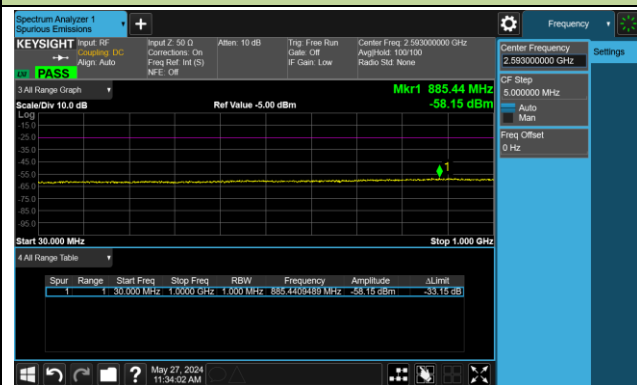 Spectrum Analyzer 1
Spurious Emissions
Frequency
KEYSIGHT
Input: RF
Coupling: DC
Align: Auto
Input Z: 50 Ω
Corrections: On
Freq Ref: Int (S)
NFE: Off
Atten: 10 dB
Trig: Free Run
Gate: Off
IF Gain: Low
Center Freq: 2.593000000 GHz
Avg|Hold: 100/100
Radio Std: None
PASS
Center Frequency
2.593000000 GHz
Settings
CF Step
5.000000 MHz
Auto
Man
Freq Offset
0 Hz
3 All Range Graph
Mkr1 885.44 MHz
-58.15 dBm
Scale/Div 10.0 dB
Ref Value -5.00 dBm
Log
-15.0
-25.0
-35.0
-45.0
-55.0
-65.0
-75.0
-85.0
-95.0
1
Start 30.000 MHz
Stop 1.000 GHz
4 All Range Table
Spur Range Start Freq Stop Freq RBW Frequency Amplitude ΔLimit
1 1 30.000 MHz 1.0000 GHz 1.000 MHz 885.4409489 MHz -58.15 dBm -33.15 dB
?
May 27, 2024
11:34:02 AM